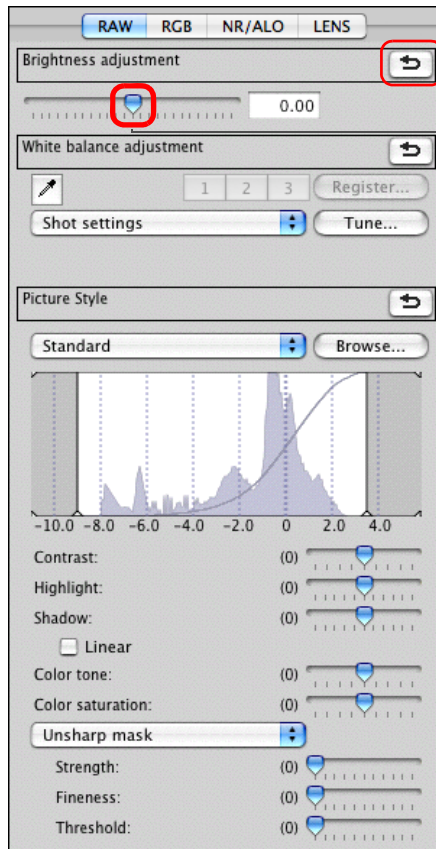 RAW RGB NR/ALO LENS
Brightness adjustment
0.00
White balance adjustment
1 2 3 Register...
Shot settings Tune...
Picture Style
Standard Browse...
-10.0 -8.0 -6.0 -4.0 -2.0 0 2.0 4.0
Contrast: (0)
Highlight: (0)
Shadow: (0)
Linear
Color tone: (0)
Color saturation: (0)
Unsharp mask
Strength: (0)
Fineness: (0)
Threshold: (0)